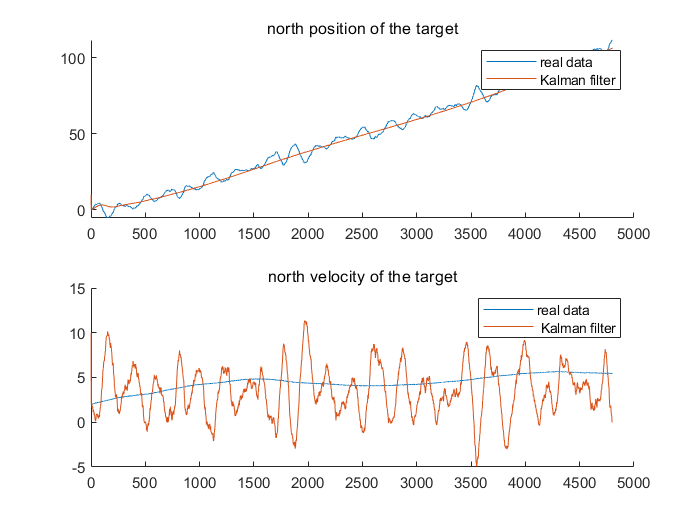 north position of the target
100
50
0
real data
Kalman filter
0 500 1000 1500 2000 2500 3000 3500 4000 4500 5000
north velocity of the target
15
10
5
0
-5
real data
Kalman filter
0 500 1000 1500 2000 2500 3000 3500 4000 4500 5000